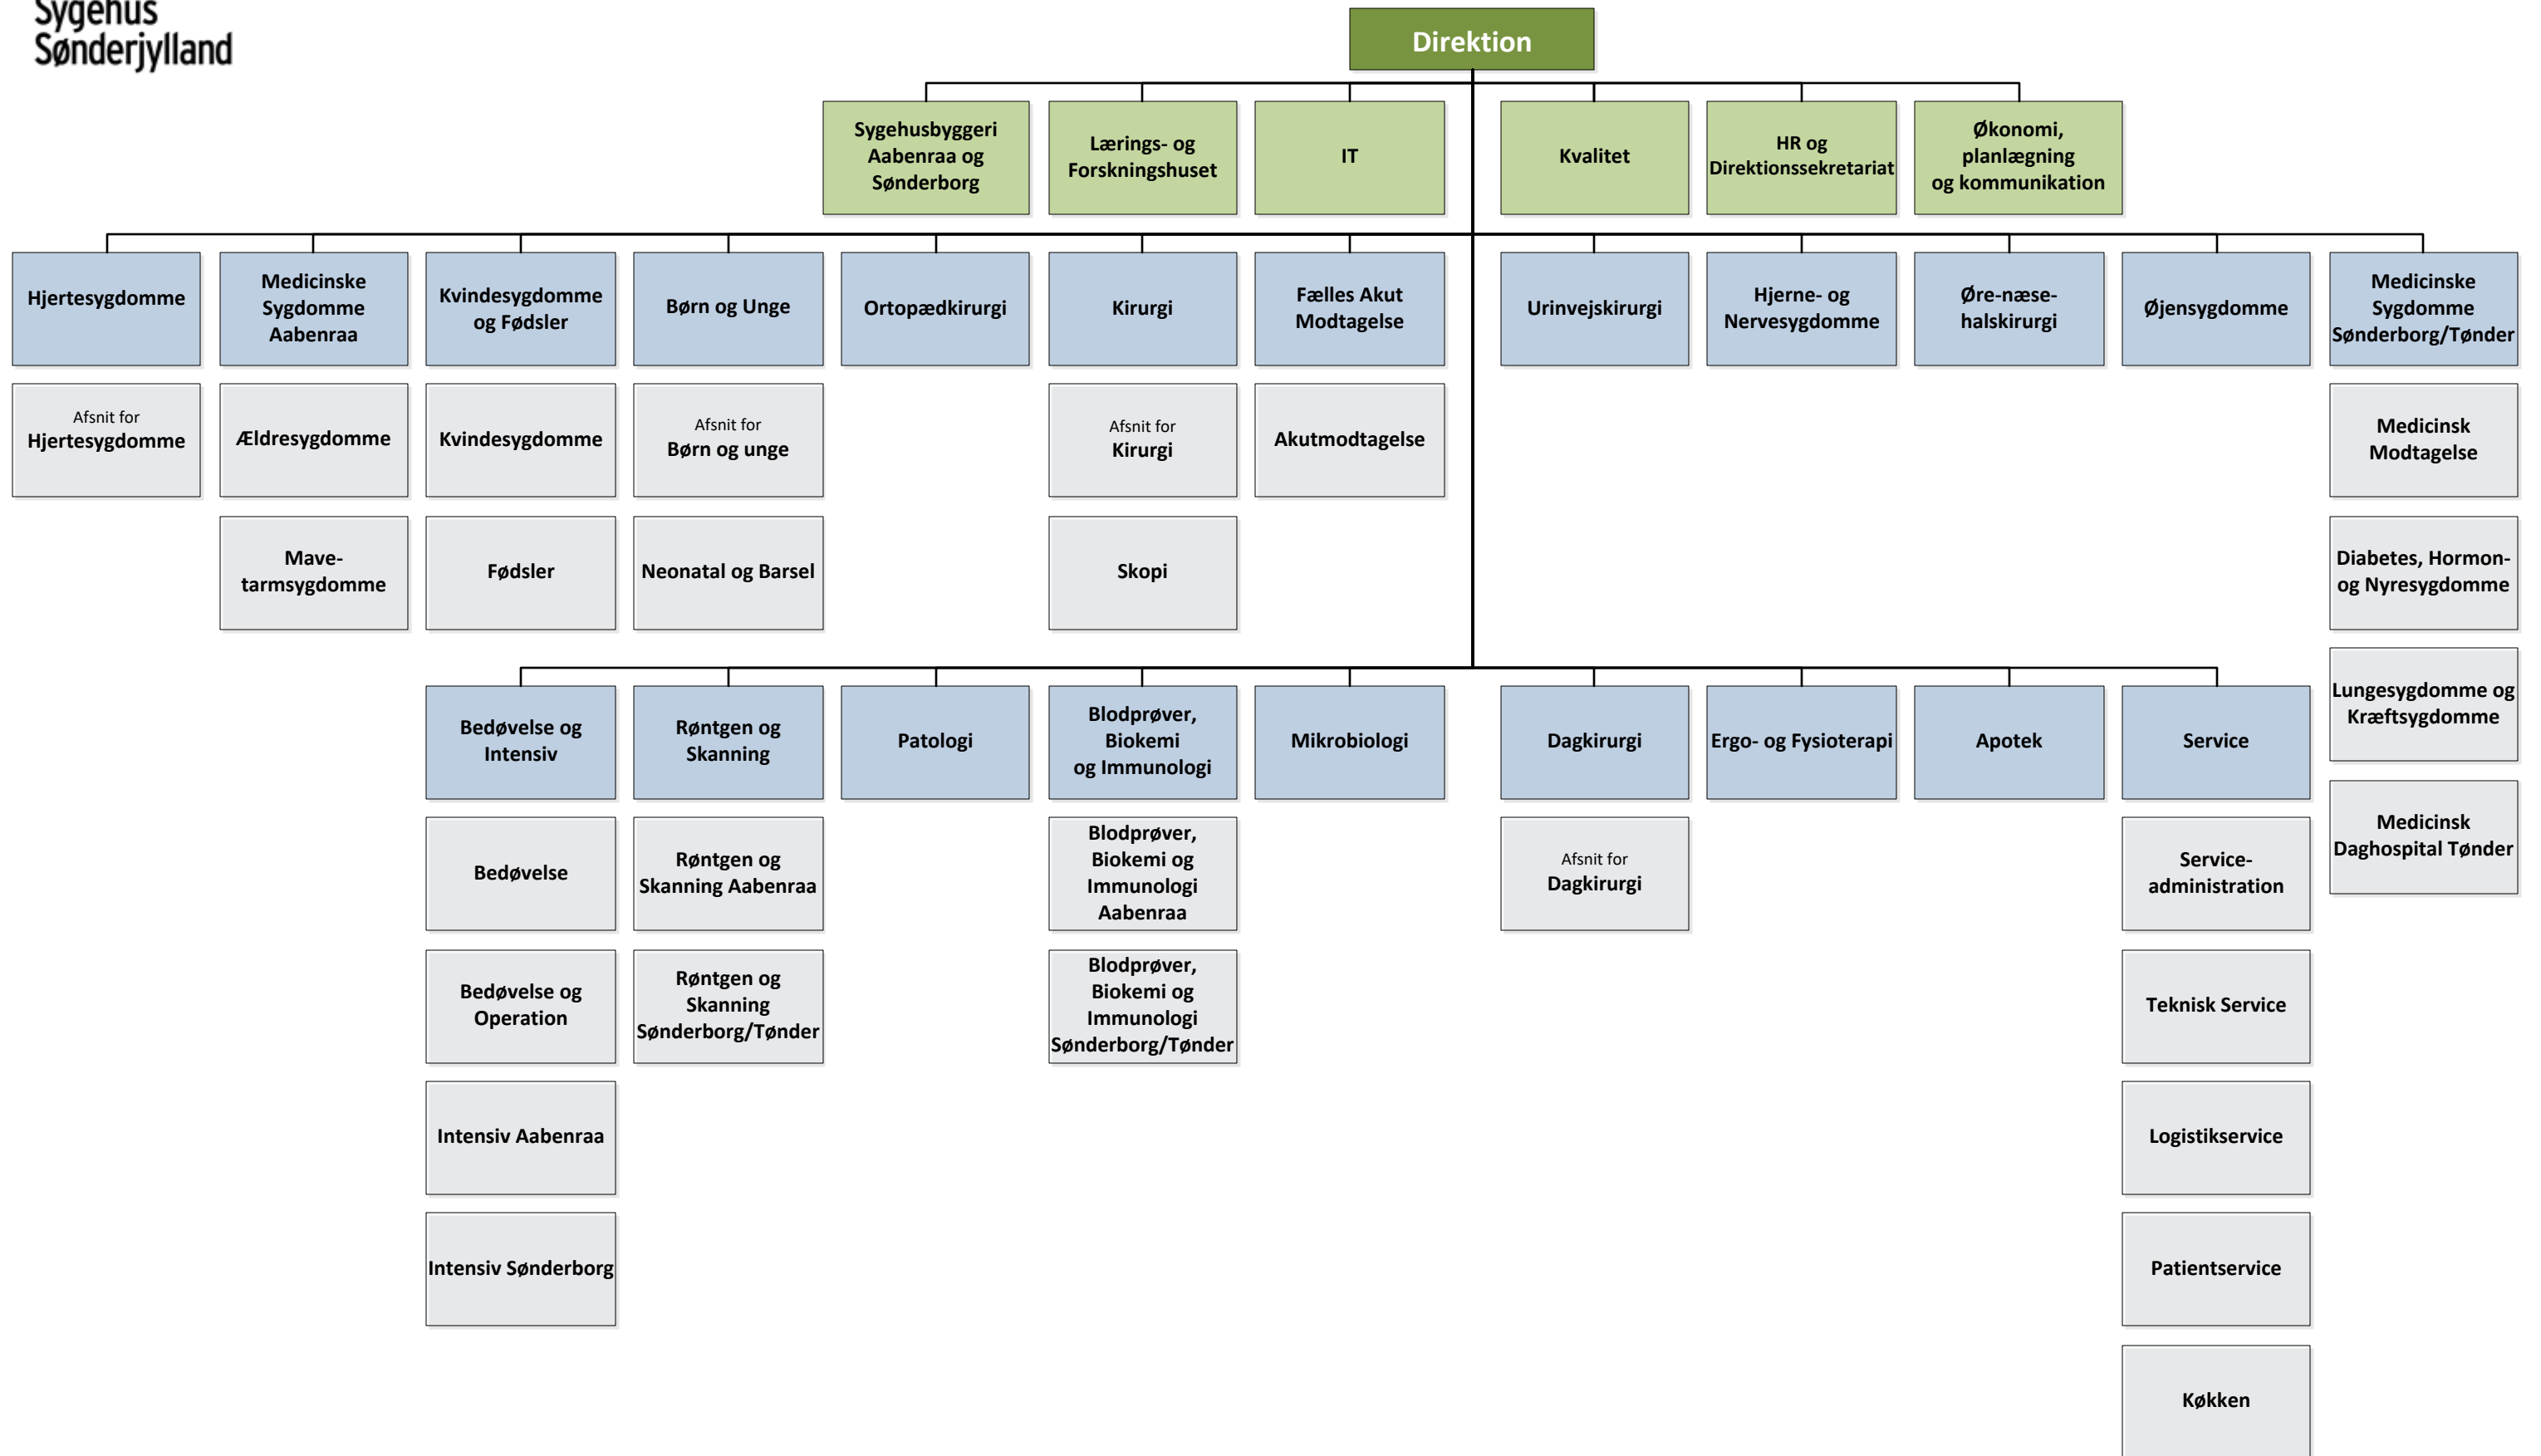 Sygehus
Sønderjylland
Direktion
Sygehusbyggeri
Aabenraa og
Sønderborg
Lærings- og
Forskningshuset
IT
Kvalitet
HR og
Direktionssekretariat
Økonomi,
planlægning
og kommunikation
Hjertesygdomme
Medicinske
Sygdomme
Aabenraa
Kvindesygdomme
og Fødsler
Børn og Unge
Ortopædkirurgi
Kirurgi
Fælles Akut
Modtagelse
Urinvejskirurgi
Hjerne- og
Nervesygdomme
Øre-næse-
halskirurgi
Øjensygdomme
Medicinske
Sygdomme
Sønderborg/Tønder
Afsnit for
Hjertesygdomme
Ældresygdomme
Kvindesygdomme
Afsnit for
Børn og unge
Afsnit for
Kirurgi
Akutmodtagelse
Medicinsk
Modtagelse
Mave-
tarmsygdomme
Fødsler
Neonatal og Barsel
Skopi
Diabetes, Hormon-
og Nyresygdomme
Lungesygdomme og
Kræftsygdomme
Medicinsk
Daghospital Tønder
Bedøvelse og
Intensiv
Røntgen og
Skanning
Patologi
Blodprøver,
Biokemi
og Immunologi
Mikrobiologi
Dagkirurgi
Ergo- og Fysioterapi
Apotek
Service
Bedøvelse
Røntgen og
Skanning Aabenraa
Blodprøver,
Biokemi og
Immunologi
Aabenraa
Afsnit for
Dagkirurgi
Service-
administration
Bedøvelse og
Operation
Røntgen og
Skanning
Sønderborg/Tønder
Blodprøver,
Biokemi og
Immunologi
Sønderborg/Tønder
Teknisk Service
Intensiv Aabenraa
Logistikservice
Intensiv Sønderborg
Patientservice
Køkken